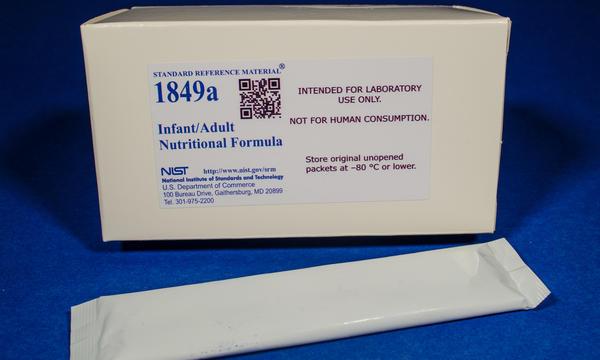 STANDARD REFERENCE MATERIAL®
1849a
Infant/Adult
Nutritional Formula
NIST http://www.nist.gov/srm
National Institute of Standards and Technology
U.S. Department of Commerce
100 Bureau Drive, Gaithersburg, MD 20899
Tel. 301-975-2200
INTENDED FOR LABORATORY
USE ONLY.
NOT FOR HUMAN CONSUMPTION.
Store original unopened
packets at –80 °C or lower.